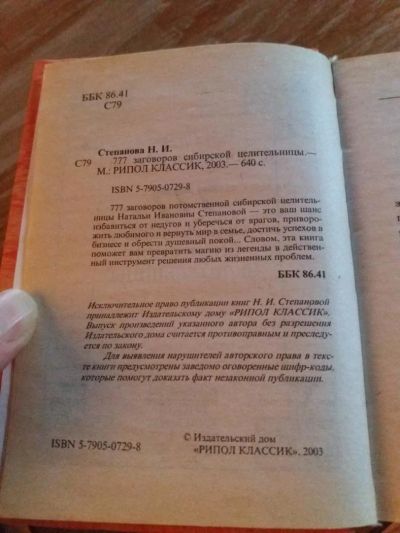 ББК 86.41
С79
Степанова Н. И.
С79 777 заговоров сибирской целительницы.—
М.: РИПОЛ КЛАССИК, 2003.— 640 с.
ISBN 5-7905-0729-8
777 заговоров потомственной сибирской целитель-
ницы Натальи Ивановны Степановой — это ваш шанс
избавиться от недугов и уберечься от врагов, приворо-
жить любимого и вернуть мир в семье, достичь успехов в
бизнесе и обрести душевный покой... Словом, эта книга
поможет вам превратить магию из легенды в действен-
ный инструмент решения любых жизненных проблем.
ББК 86.41
Исключительное право публикации книг Н. И. Степановой
принадлежит Издательскому дому «РИПОЛ КЛАССИК».
Выпуск произведений указанного автора без разрешения
Издательского дома считается противоправным и преследу-
ется по закону.
Для выявления нарушителей авторского права в текс-
те книги предусмотрены заведомо оговоренные шифр-коды,
которые помогут доказать факт незаконной публикации.
© Издательский дом
ISBN 5-7905-0729-8 «РИПОЛ КЛАССИК», 2003